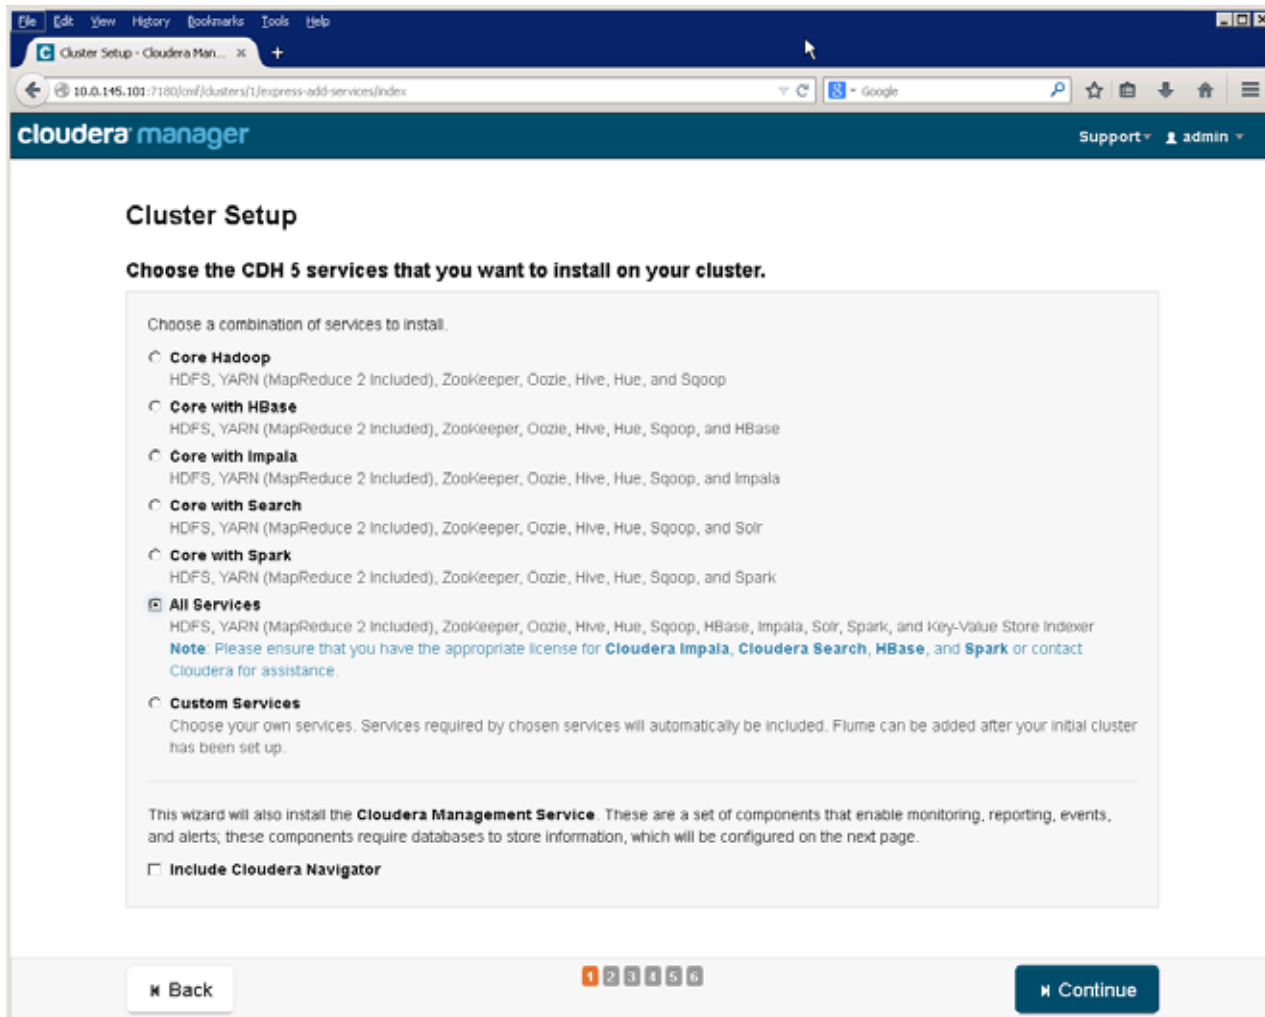 File Edit View History Bookmarks Tools Help
Cluster Setup - Cloudera Man... × +
10.0.145.101:7180/cmf/clusters/1/express-add-services/index
Google
cloudera manager
Support admin
Cluster Setup
Choose the CDH 5 services that you want to install on your cluster.
Choose a combination of services to install.
Core Hadoop
HDFS, YARN (MapReduce 2 Included), ZooKeeper, Oozie, Hive, Hue, and Sqoop
Core with HBase
HDFS, YARN (MapReduce 2 Included), ZooKeeper, Oozie, Hive, Hue, Sqoop, and HBase
Core with Impala
HDFS, YARN (MapReduce 2 Included), ZooKeeper, Oozie, Hive, Hue, Sqoop, and Impala
Core with Search
HDFS, YARN (MapReduce 2 Included), ZooKeeper, Oozie, Hive, Hue, Sqoop, and Solr
Core with Spark
HDFS, YARN (MapReduce 2 Included), ZooKeeper, Oozie, Hive, Hue, Sqoop, and Spark
All Services
HDFS, YARN (MapReduce 2 Included), ZooKeeper, Oozie, Hive, Hue, Sqoop, HBase, Impala, Solr, Spark, and Key-Value Store Indexer
Note: Please ensure that you have the appropriate license for Cloudera Impala, Cloudera Search, HBase, and Spark or contact
Cloudera for assistance.
Custom Services
Choose your own services. Services required by chosen services will automatically be included. Flume can be added after your initial cluster
has been set up.
This wizard will also install the Cloudera Management Service. These are a set of components that enable monitoring, reporting, events,
and alerts; these components require databases to store information, which will be configured on the next page.
Include Cloudera Navigator
Back
1 2 3 4 5 6
Continue